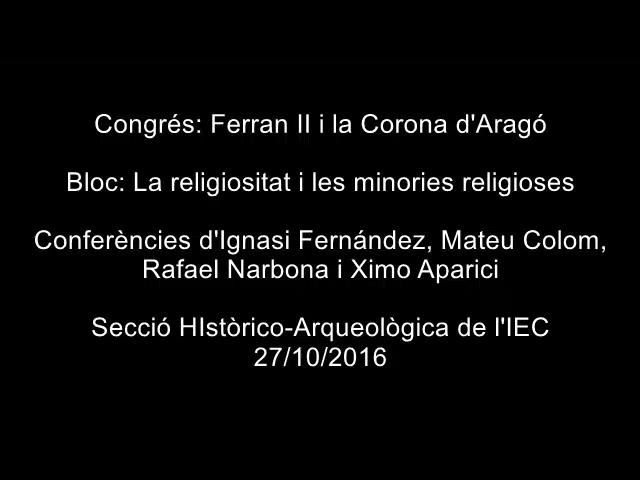 Congrés: Ferran II i la Corona d'Aragó
Bloc: La religiositat i les minories religioses
Conferències d'Ignasi Fernández, Mateu Colom,
Rafael Narbona i Ximo Aparici
Secció HIstòrico-Arqueològica de l'IEC
27/10/2016